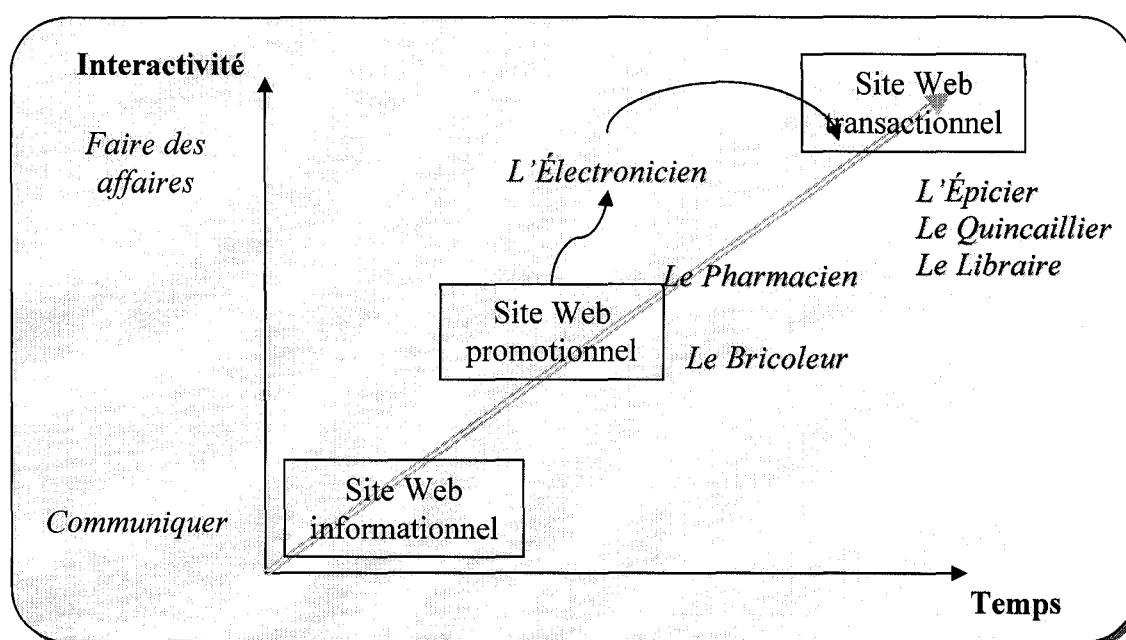 Interactivité
Faire des
affaires
Site Web
transactionnel
L'Électronicien
L'Épicier
Le Quincaillier
Le Libraire
Le Pharmacien
Site Web
promotionnel
Le Bricoleur
Site Web
informationnel
Communiquer
Temps